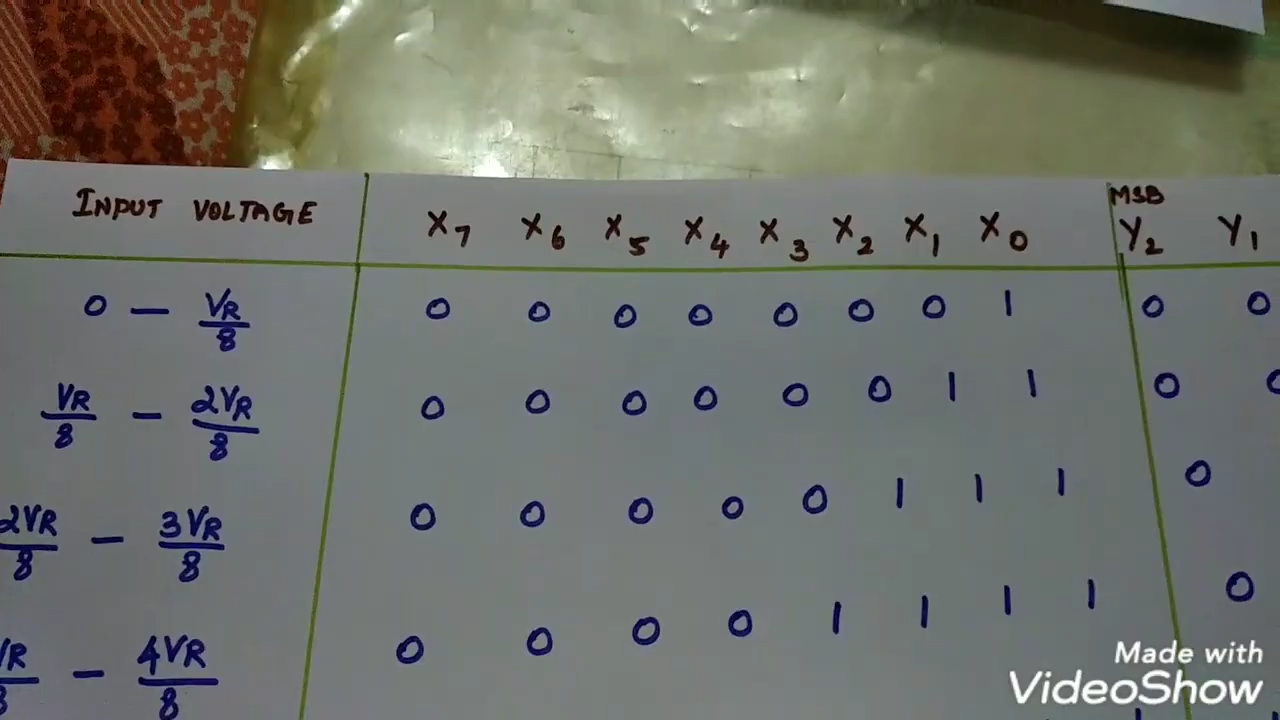 INPUT VOLTAGE X7 X6 X5 X4 X3 X2 X1 X0 MSB Y2 Y1
0 — VR/8 0 0 0 0 0 0 0 1 0 0
VR/8 — 2VR/8 0 0 0 0 0 0 1 1 0 0
2VR/8 — 3VR/8 0 0 0 0 0 1 1 1 0
VR/8 — 4VR/8 0 0 0 0 1 1 1 1 0
Made with
VideoShow